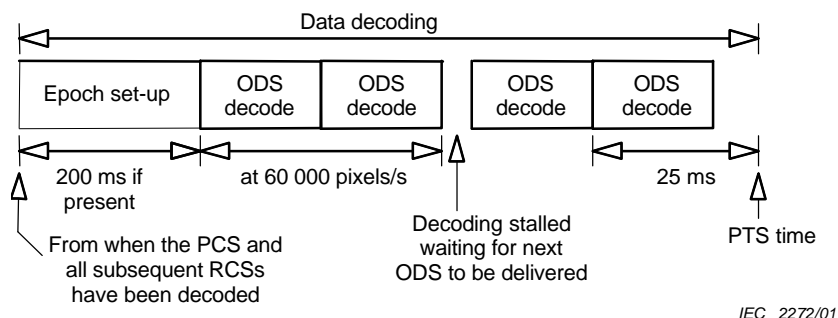 Data decoding
Epoch set-up
ODS
decode
ODS
decode
ODS
decode
ODS
decode
200 ms if
present
at 60 000 pixels/s
25 ms
From when the PCS and
all subsequent RCSs
have been decoded
Decoding stalled
waiting for next
ODS to be delivered
PTS time
IEC 2272/01